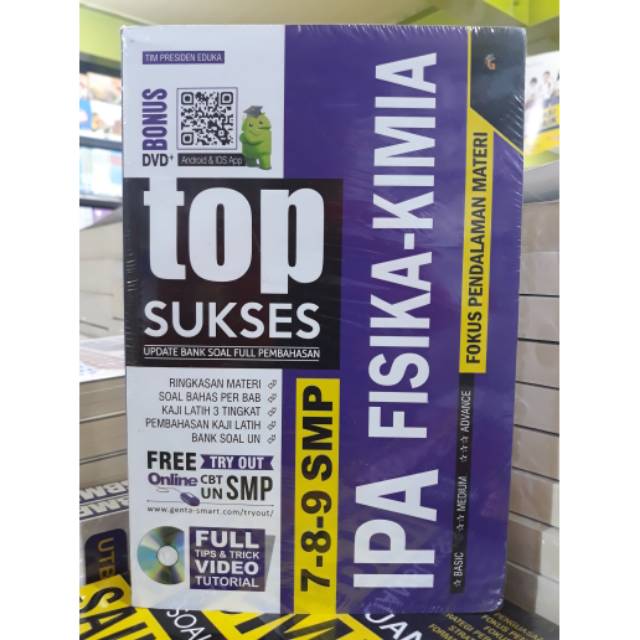 TIM PRESIDEN EDUKA
BONUS
DVD+
Android & IOS App
top
SUKSES
UPDATE BANK SOAL FULL PEMBAHASAN
RINGKASAN MATERI
SOAL BAHAS PER BAB
KAJI LATIH 3 TINGKAT
PEMBAHASAN KAJI LATIH
BANK SOAL UN
FREE TRY OUT
Online CBT UN SMP
www.genta-smart.com/tryout/
FULL
TIPS & TRICK
VIDEO
TUTORIAL
7-8-9 SMP
IPA FISIKA-KIMIA
FOKUS PENDALAMAN MATERI
BASIC
MEDIUM
ADVANCE
G
UTB
SOAL